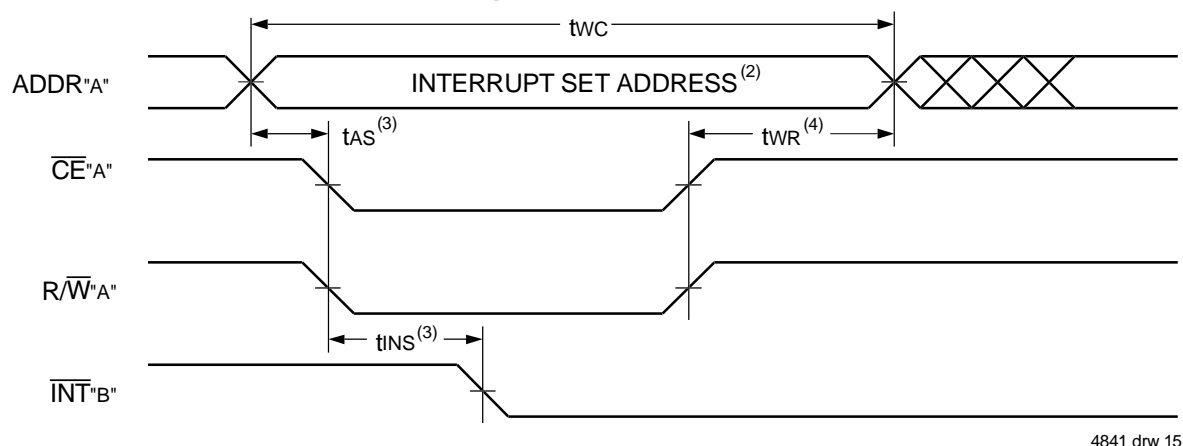 tWC
ADDR"A"
INTERRUPT SET ADDRESS(2)
tAS(3)
tWR(4)
CE"A"
R/W"A"
tINS(3)
INT"B"
4841 drw 15